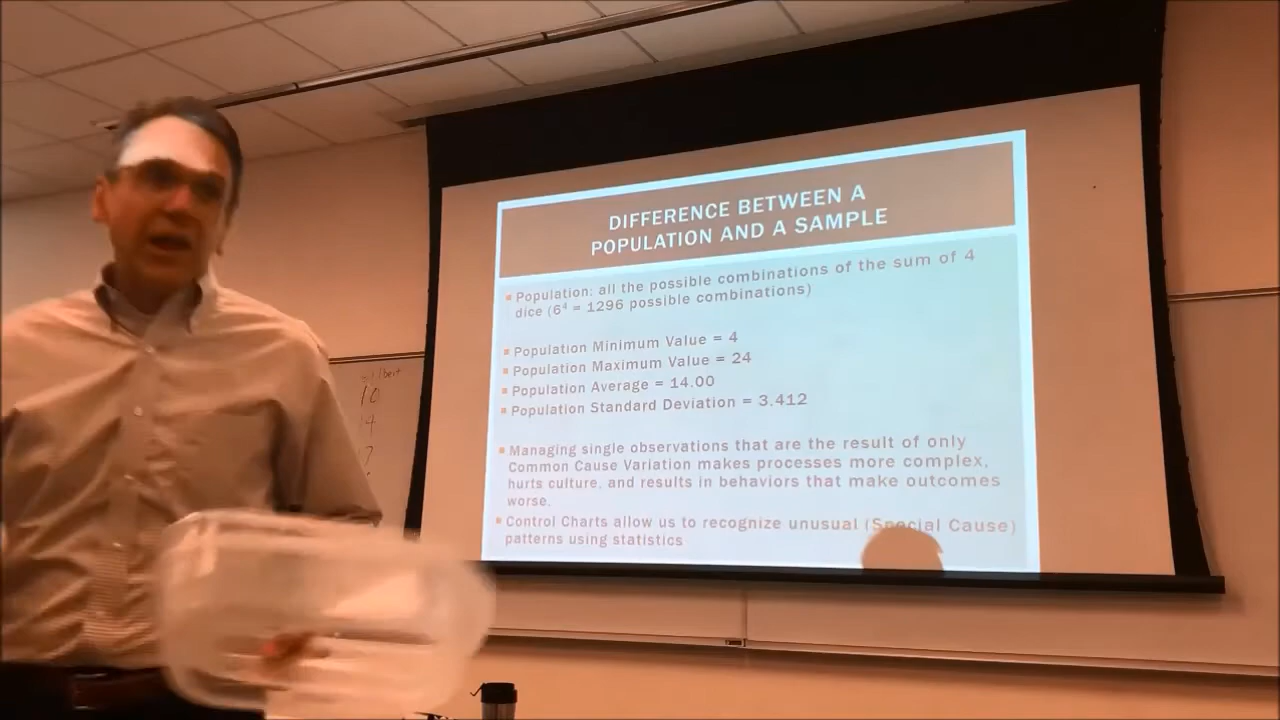 DIFFERENCE BETWEEN A
POPULATION AND A SAMPLE
Population: all the possible combinations of the sum of 4
dice (6⁴ = 1296 possible combinations)
Population Minimum Value = 4
Population Maximum Value = 24
Population Average = 14.00
Population Standard Deviation = 3.412
Managing single observations that are the result of only
Common Cause Variation makes processes more complex,
hurts culture, and results in behaviors that make outcomes
worse.
Control Charts allow us to recognize unusual (Special Cause)
patterns using statistics
10